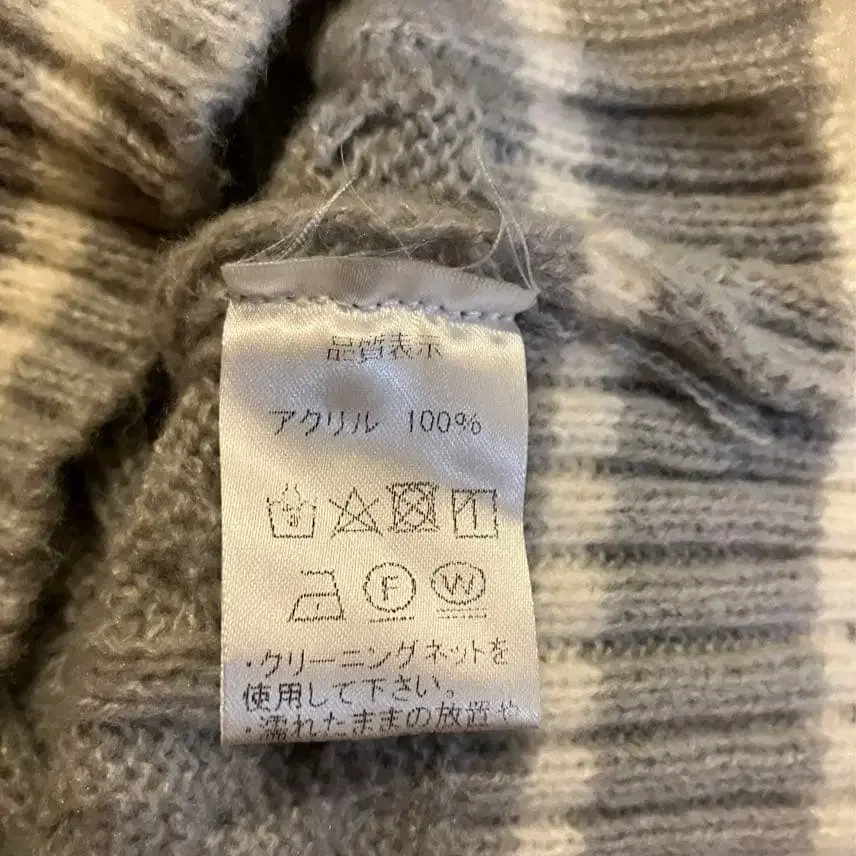 品質表示
アクリル 100%
F W
・クリーニングネットを
使用して下さい。
・濡れたままの放置や